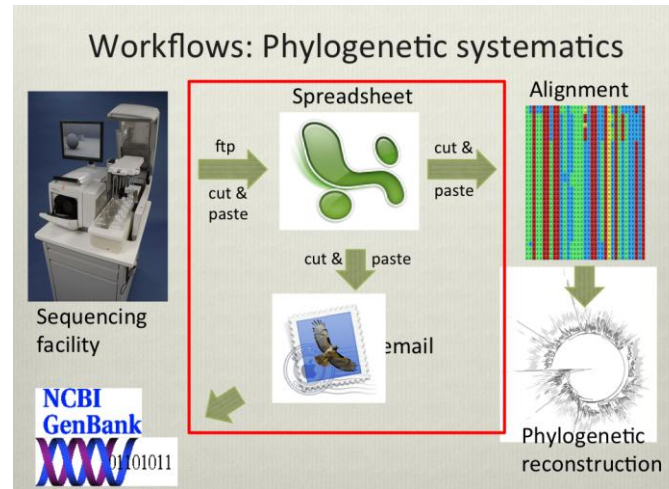 Workflows: Phylogenetic systematics
Spreadsheet
Alignment
ftp
cut &
paste
cut &
paste
cut & paste
Sequencing
facility
email
NCBI
GenBank
01101011
Phylogenetic
reconstruction